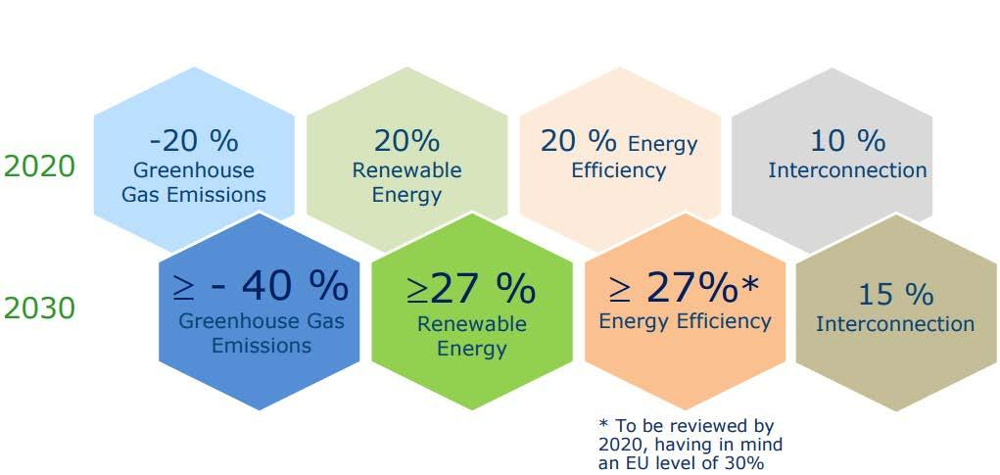 2020
-20 %
Greenhouse
Gas Emissions
20%
Renewable
Energy
20 % Energy
Efficiency
10 %
Interconnection
2030
≥ - 40 %
Greenhouse Gas
Emissions
≥27 %
Renewable
Energy
≥ 27%*
Energy Efficiency
15 %
Interconnection
* To be reviewed by
2020, having in mind
an EU level of 30%